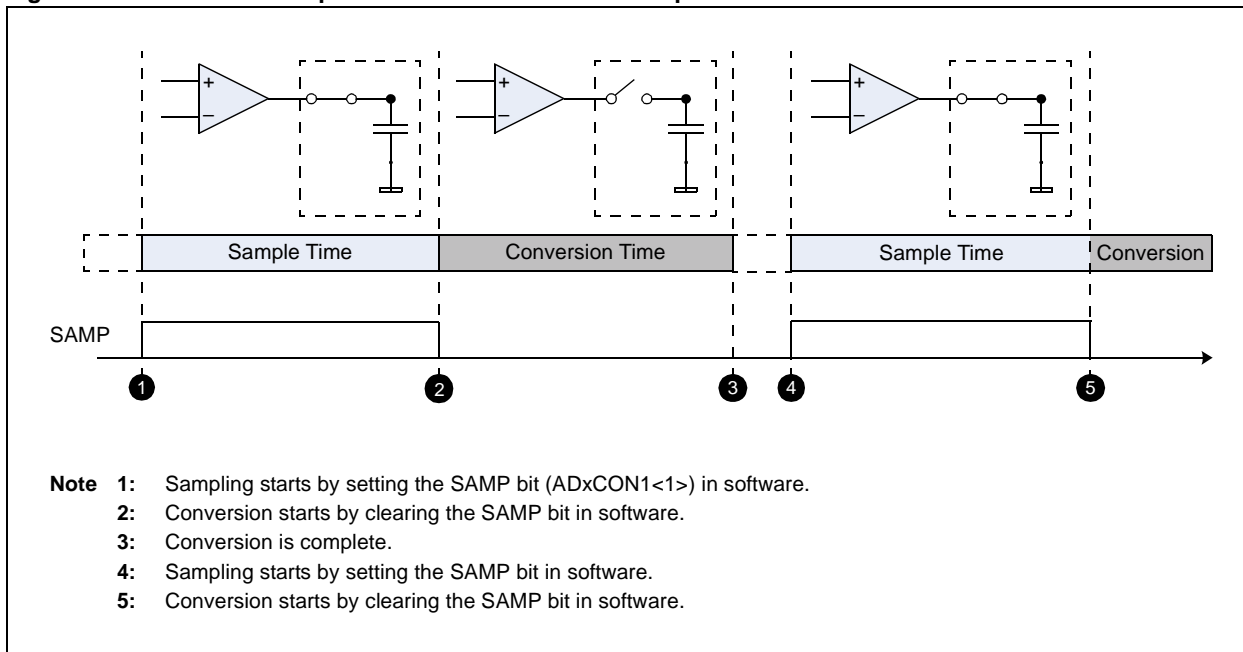 + + +
– – –
Sample Time Conversion Time Sample Time Conversion
SAMP
1 2 3 4 5
Note 1: Sampling starts by setting the SAMP bit (ADxCON1<1>) in software.
2: Conversion starts by clearing the SAMP bit in software.
3: Conversion is complete.
4: Sampling starts by setting the SAMP bit in software.
5: Conversion starts by clearing the SAMP bit in software.